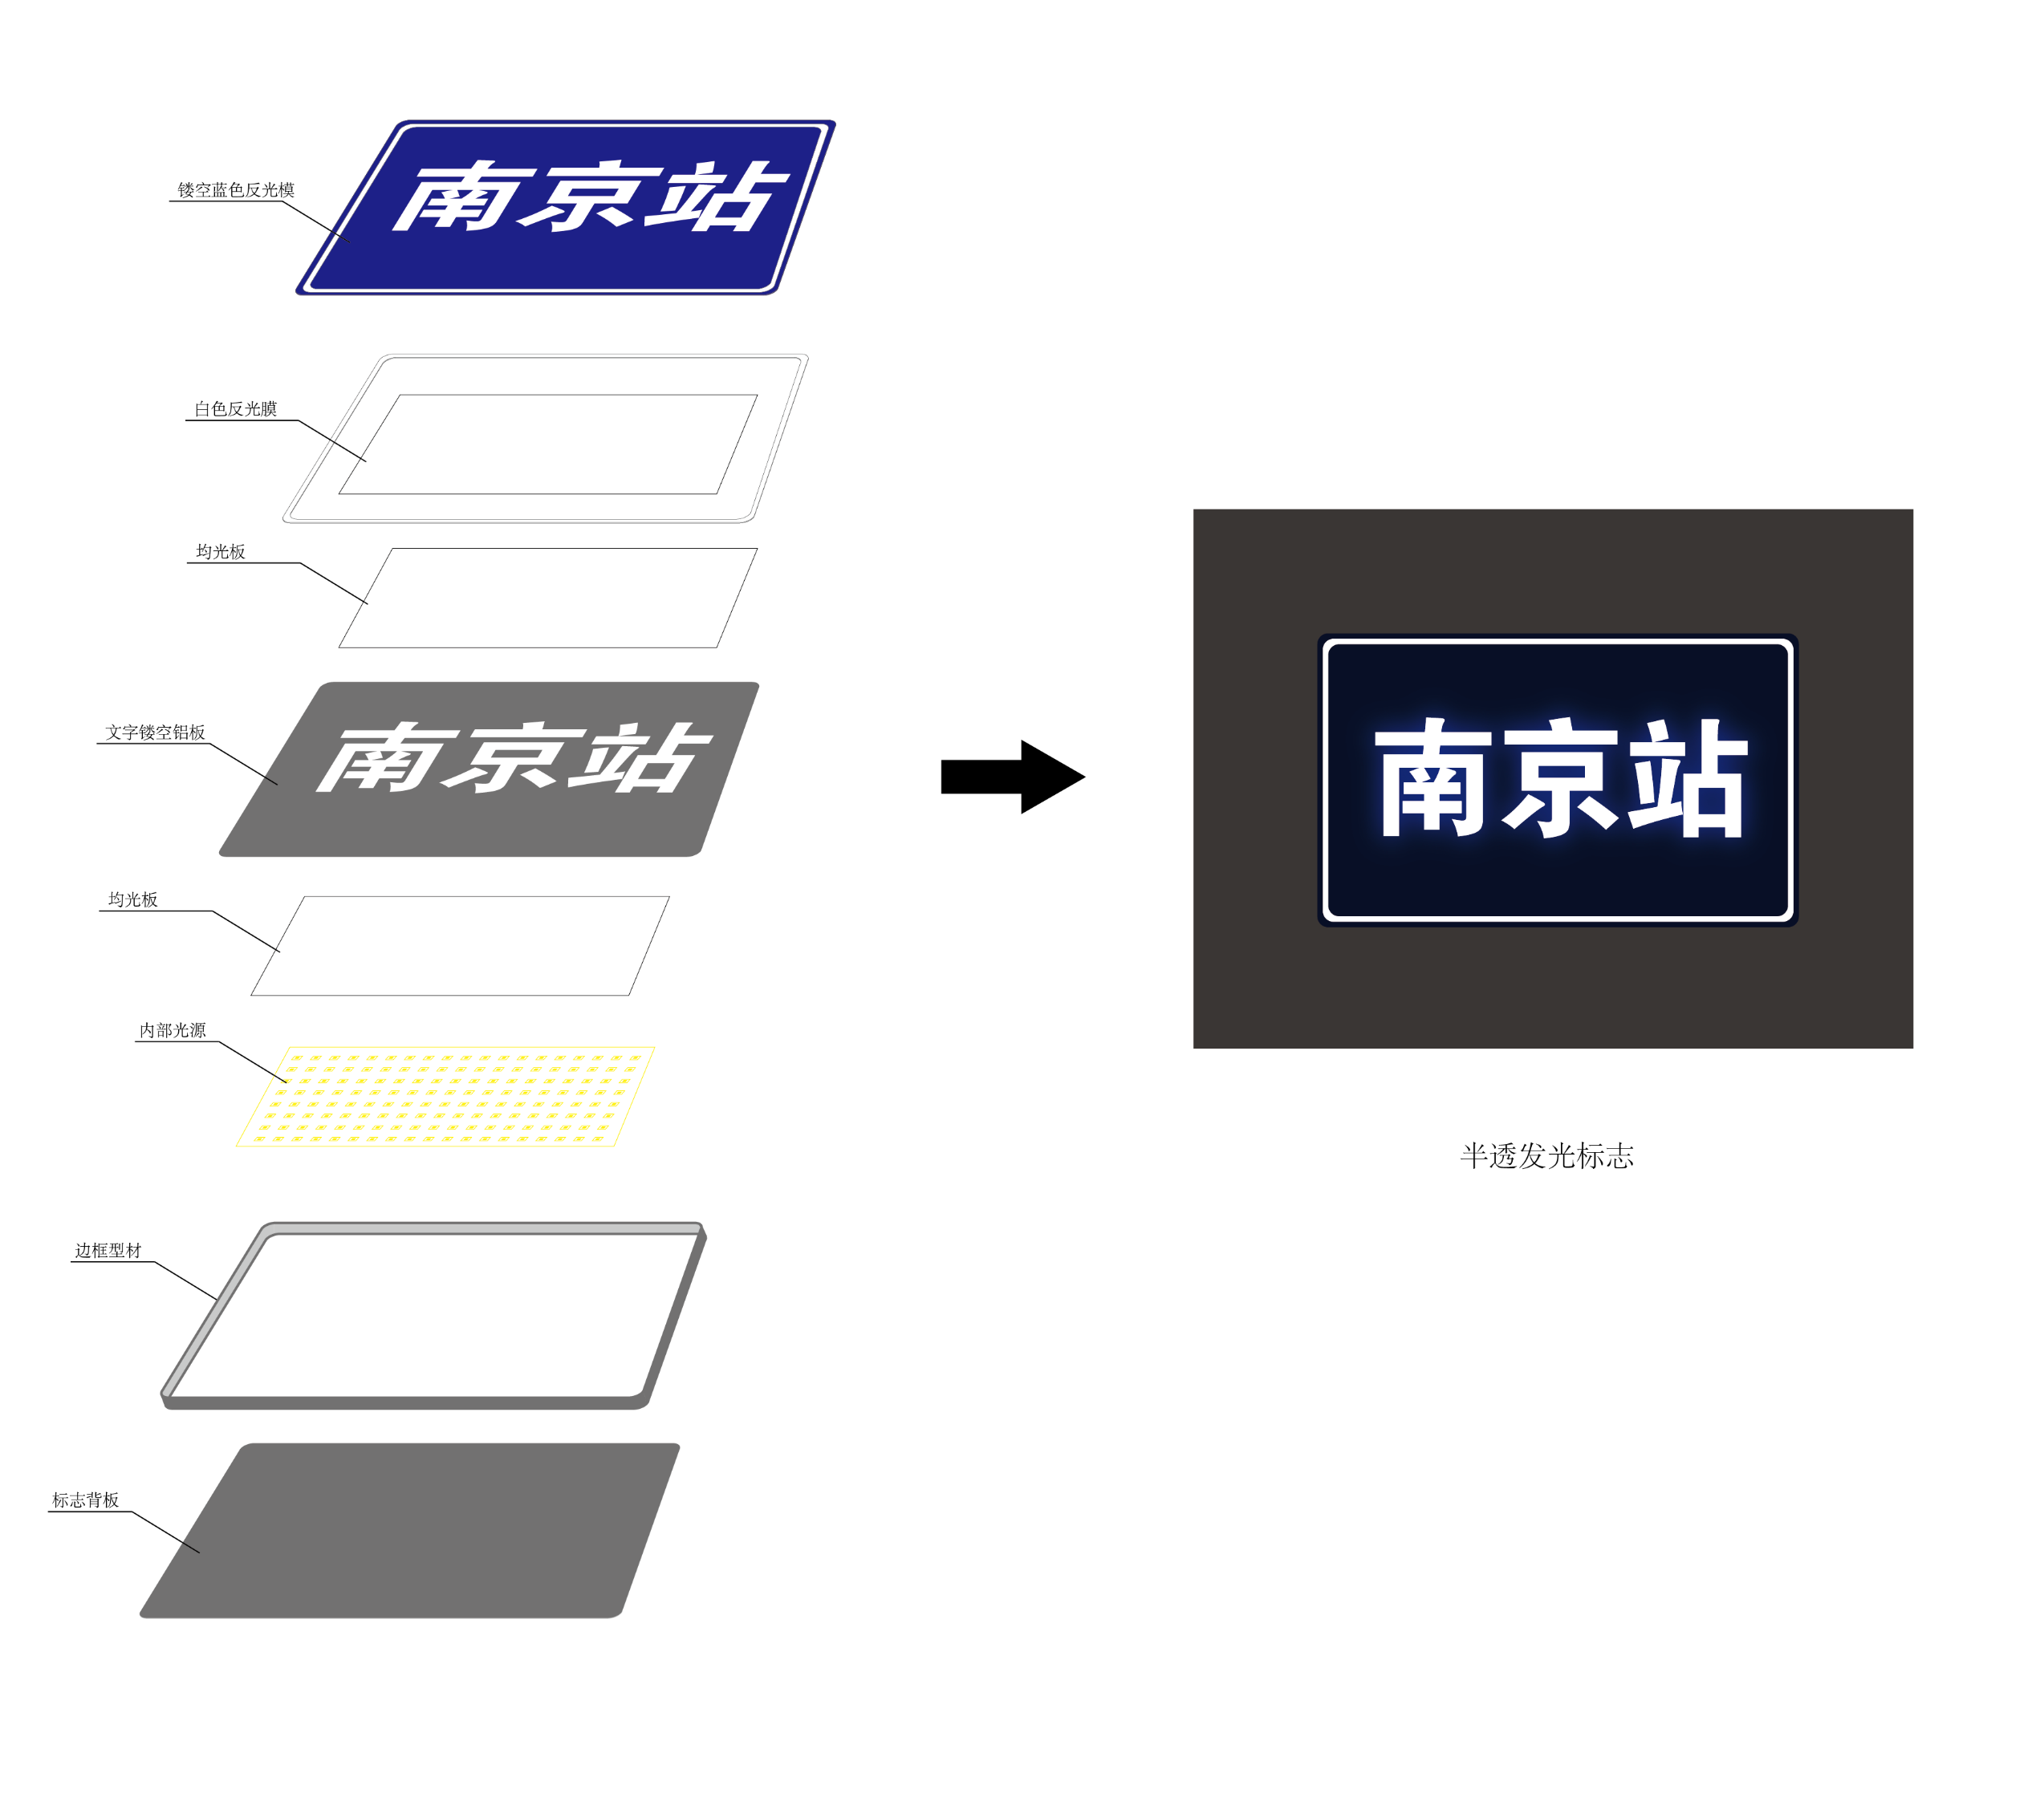 南京站
镂空蓝色反光模
白色反光膜
均光板
文字镂空铝板
南京站
均光板
内部光源
边框型材
标志背板
南京站
半透发光标志